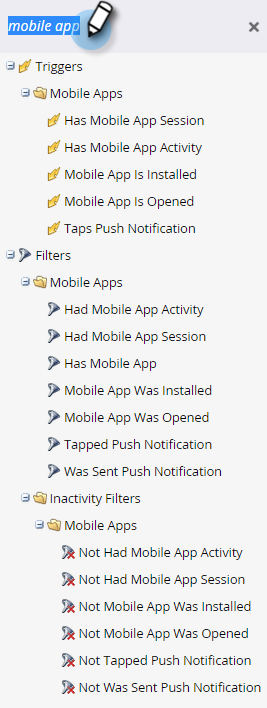 mobile app
Triggers
Mobile Apps
Has Mobile App Session
Has Mobile App Activity
Mobile App Is Installed
Mobile App Is Opened
Taps Push Notification
Filters
Mobile Apps
Had Mobile App Activity
Had Mobile App Session
Has Mobile App
Mobile App Was Installed
Mobile App Was Opened
Tapped Push Notification
Was Sent Push Notification
Inactivity Filters
Mobile Apps
Not Had Mobile App Activity
Not Had Mobile App Session
Not Mobile App Was Installed
Not Mobile App Was Opened
Not Tapped Push Notification
Not Was Sent Push Notification